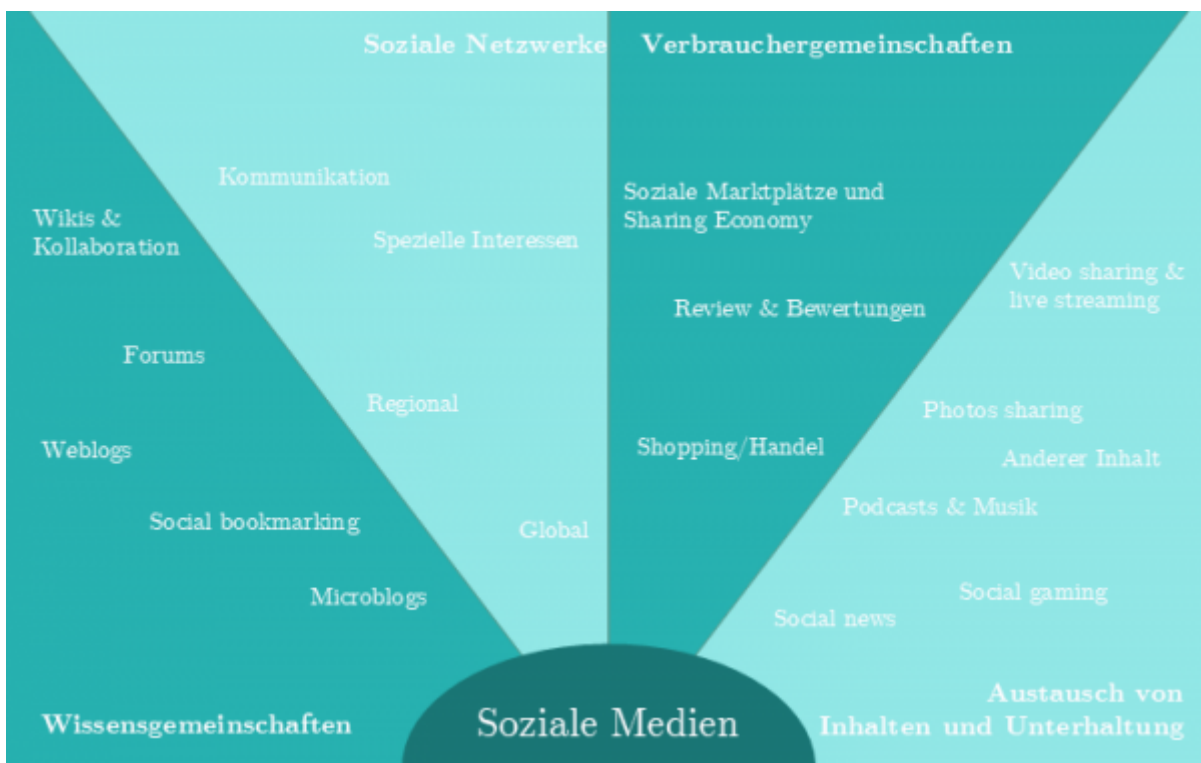 Soziale Netzwerke
Verbrauchergemeinschaften
Kommunikation
Soziale Marktplätze und
Sharing Economy
Wikis &
Kollaboration
Spezielle Interessen
Video sharing &
live streaming
Review & Bewertungen
Forums
Regional
Photos sharing
Shopping/Handel
Weblogs
Anderer Inhalt
Podcasts & Musik
Social bookmarking
Global
Microblogs
Social gaming
Social news
Wissensgemeinschaften
Soziale Medien
Austausch von
Inhalten und Unterhaltung